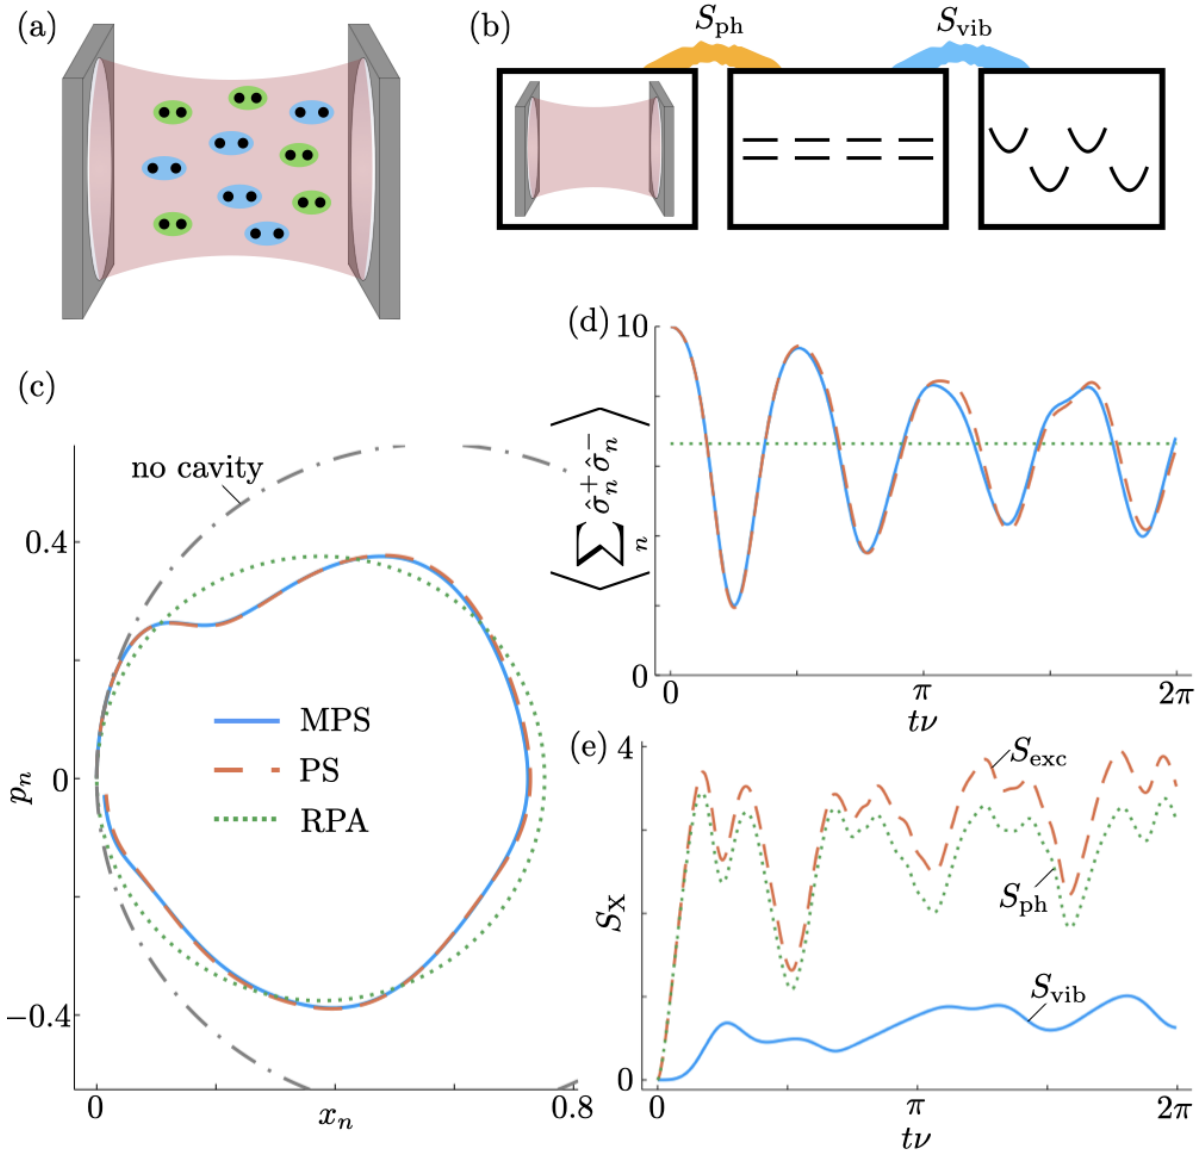 (a)
(b)
S_ph
S_vib
(c)
no cavity
0.4
0
−0.4
p_n
MPS
PS
RPA
0
x_n
0.8
(d)
10
0
⟨∑_n σ̂_n^+ σ̂_n^−⟩
0
π
2π
tν
(e)
4
0
S_X
S_exc
S_ph
S_vib
0
π
2π
tν